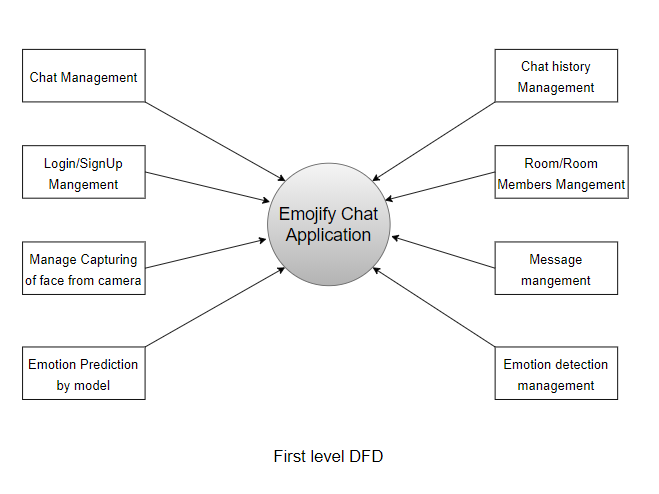 Chat Management
Login/SignUp
Mangement
Manage Capturing
of face from camera
Emotion Prediction
by model
Emojify Chat
Application
Chat history
Management
Room/Room
Members Mangement
Message
mangement
Emotion detection
management
First level DFD